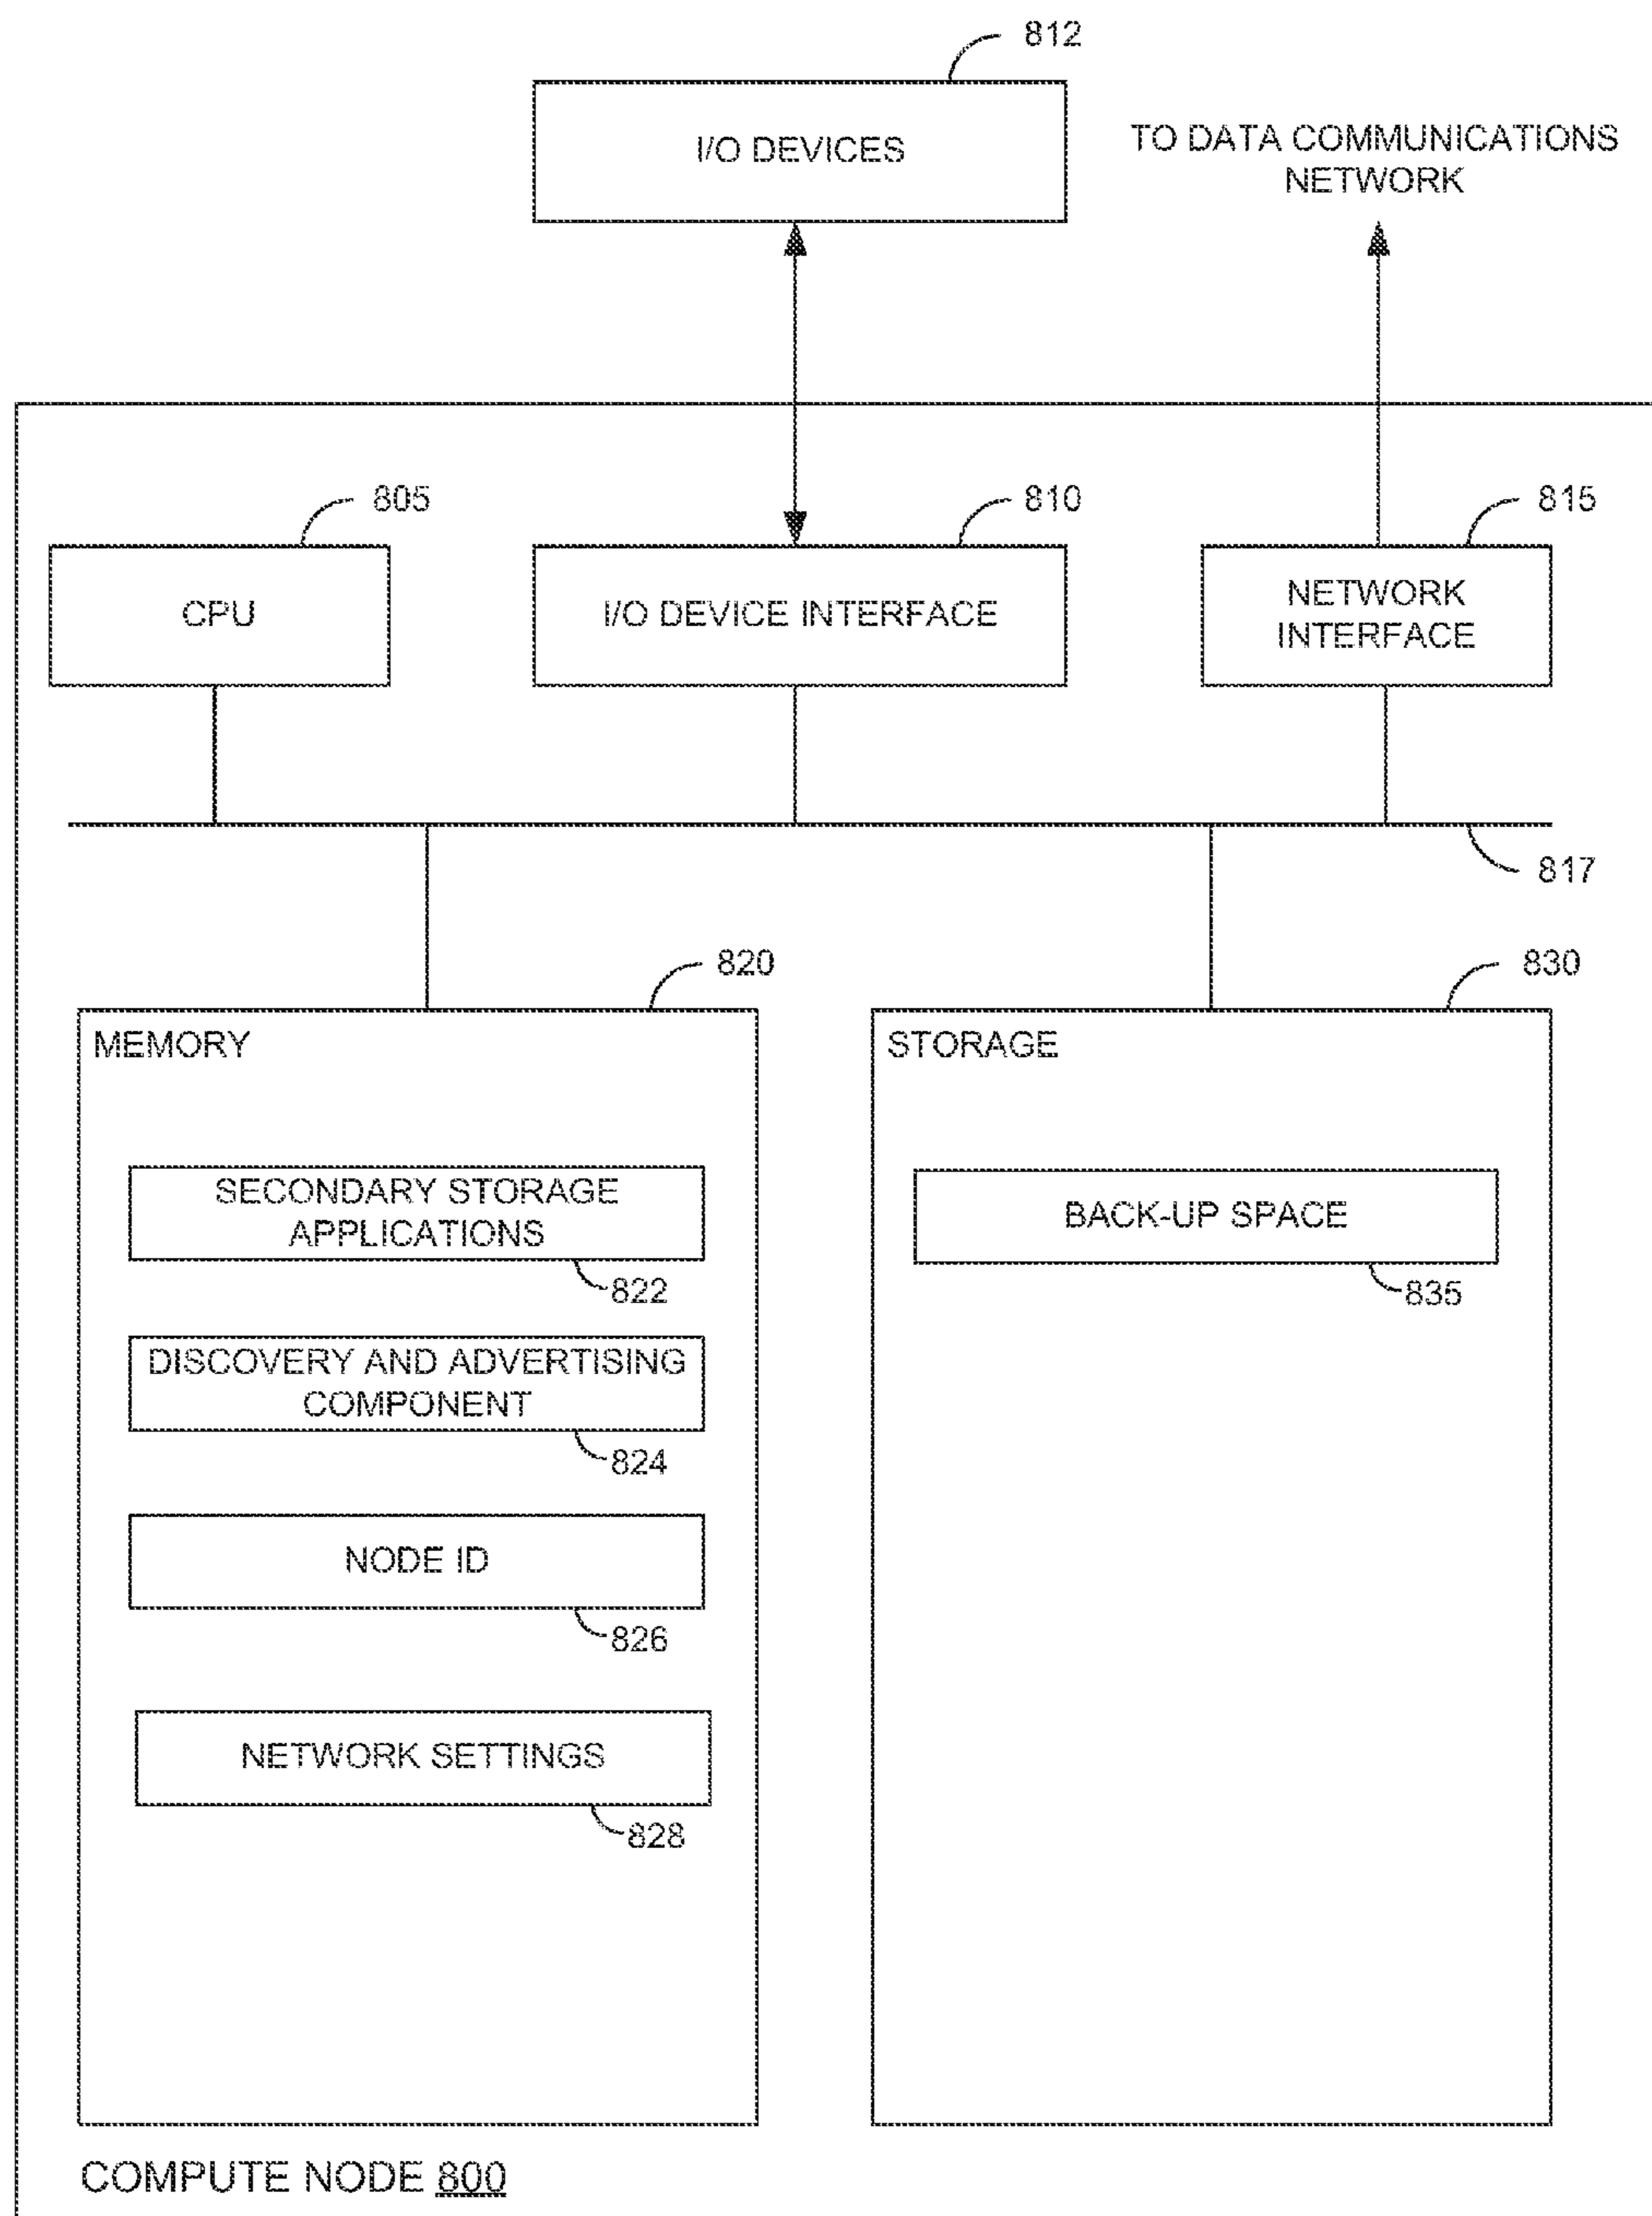 812
I/O DEVICES
TO DATA COMMUNICATIONS
NETWORK
805
810
815
CPU
I/O DEVICE INTERFACE
NETWORK
INTERFACE
817
820
830
MEMORY
STORAGE
SECONDARY STORAGE
APPLICATIONS
822
BACK-UP SPACE
835
DISCOVERY AND ADVERTISING
COMPONENT
824
NODE ID
826
NETWORK SETTINGS
828
COMPUTE NODE 800